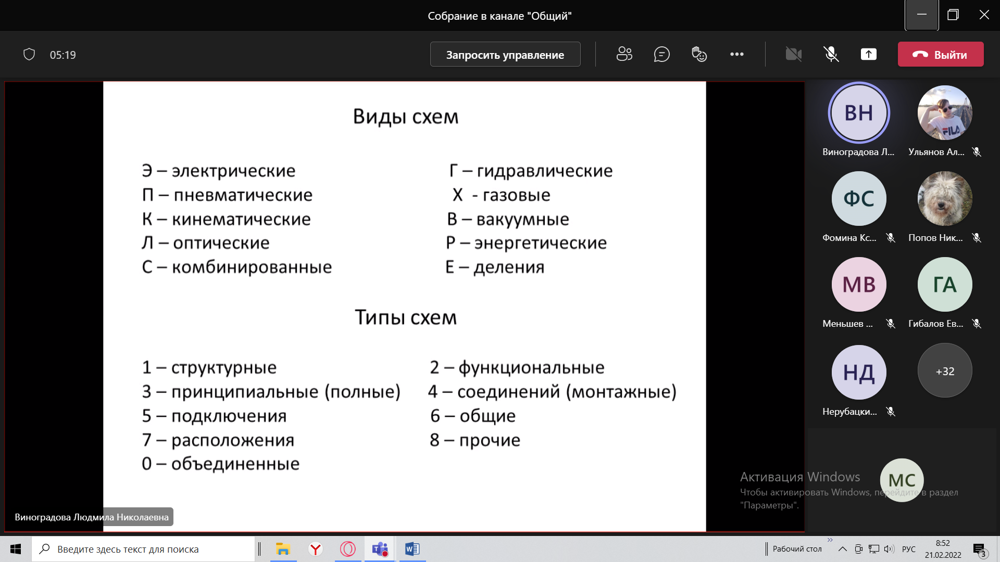 Собрание в канале "Общий"
05:19
Запросить управление
Выйти
Виды схем
Э – электрические Г – гидравлические
П – пневматические Х - газовые
К – кинематические В – вакуумные
Л – оптические Р – энергетические
С – комбинированные Е – деления
Типы схем
1 – структурные 2 – функциональные
3 – принципиальные (полные) 4 – соединений (монтажные)
5 – подключения 6 – общие
7 – расположения 8 – прочие
0 – объединенные
Виноградова Людмила Николаевна
ВН
FILA
Виноградова Л... Ульянов Ал...
ФС
Фомина Кс... Попов Ник...
МВ ГА
Меньшев ... Гибалов Ев...
НД +32
Нерубацки...
МС
Активация Windows
Чтобы активировать Windows, перейдите в раздел
"Параметры".
Введите здесь текст для поиска
Рабочий стол
РУС
8:52
21.02.2022
3